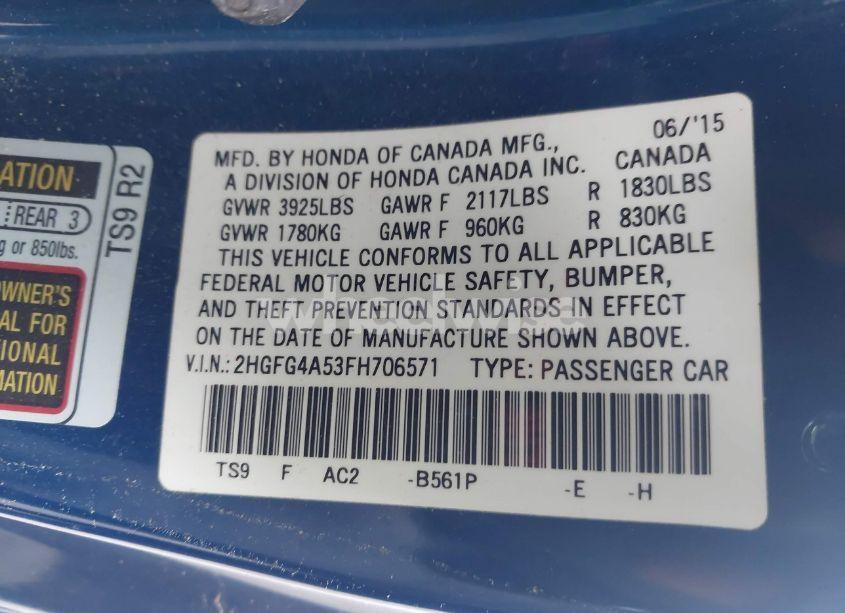 ATION
REAR 3
g or 850lbs.
OWNER'S
AL FOR
IONAL
MATION
TS9 R2
06/'15
MFD. BY HONDA OF CANADA MFG., CANADA
A DIVISION OF HONDA CANADA INC.
GVWR 3925LBS GAWR F 2117LBS R 1830LBS
GVWR 1780KG GAWR F 960KG R 830KG
THIS VEHICLE CONFORMS TO ALL APPLICABLE
FEDERAL MOTOR VEHICLE SAFETY, BUMPER,
AND THEFT PREVENTION STANDARDS IN EFFECT
ON THE DATE OF MANUFACTURE SHOWN ABOVE.
V.I.N.: 2HGFG4A53FH706571 TYPE: PASSENGER CAR
TS9 F AC2 -B561P -E -H